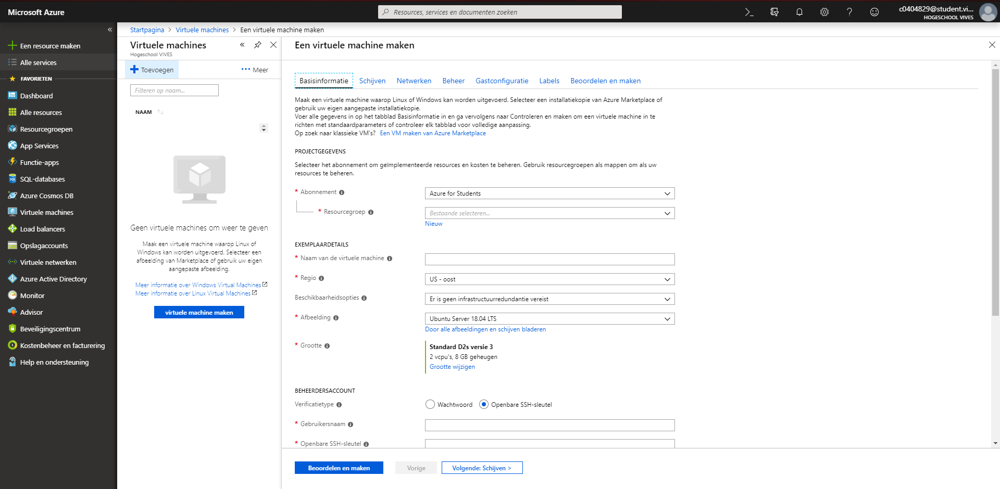 Microsoft Azure
Resources, services en documenten zoeken
c0404829@student.vi...
HOGESCHOOL VIVES
Een resource maken
Alle services
FAVORIETEN
Dashboard
Alle resources
Resourcegroepen
App Services
Functie-apps
SQL-databases
Azure Cosmos DB
Virtuele machines
Load balancers
Opslagaccounts
Virtuele netwerken
Azure Active Directory
Monitor
Advisor
Beveiligingscentrum
Kostenbeheer en facturering
Help en ondersteuning
Startpagina > Virtuele machines > Een virtuele machine maken
Virtuele machines
Hogeschool VIVES
Toevoegen
Meer
Filteren op naam...
NAAM
Geen virtuele machines om weer te geven
Maak een virtuele machine waarop Linux of
Windows kan worden uitgevoerd. Selecteer een
afbeelding van Marketplace of gebruik uw eigen
aangepaste afbeelding.
Meer informatie over Windows Virtual Machines
Meer informatie over Linux Virtual Machines
virtuele machine maken
Een virtuele machine maken
Basisinformatie Schijven Netwerken Beheer Gastconfiguratie Labels Beoordelen en maken
Maak een virtuele machine waarop Linux of Windows kan worden uitgevoerd. Selecteer een installatiekopie van Azure Marketplace of
gebruik uw eigen aangepaste installatiekopie.
Voer alle gegevens in op het tabblad Basisinformatie in en ga vervolgens naar Controleren en maken om een virtuele machine in te
richten met standaardparameters of controleer elk tabblad voor volledige aanpassing.
Op zoek naar klassieke VM's? Een VM maken van Azure Marketplace
PROJECTGEGEVENS
Selecteer het abonnement om geïmplementeerde resources en kosten te beheren. Gebruik resourcegroepen als mappen om als uw
resources te beheren.
* Abonnement
Azure for Students
* Resourcegroep
Bestaande selecteren...
Nieuw
EXEMPLAARDETAILS
* Naam van de virtuele machine
* Regio
US - oost
Beschikbaarheidsopties
Er is geen infrastructuurredundantie vereist
* Afbeelding
Ubuntu Server 18.04 LTS
Door alle afbeeldingen en schijven bladeren
* Grootte
Standard D2s versie 3
2 vcpu's, 8 GB geheugen
Grootte wijzigen
BEHEERDERSACCOUNT
Verificatietype
Wachtwoord Openbare SSH-sleutel
* Gebruikersnaam
* Openbare SSH-sleutel
Beoordelen en maken
Vorige
Volgende: Schijven >